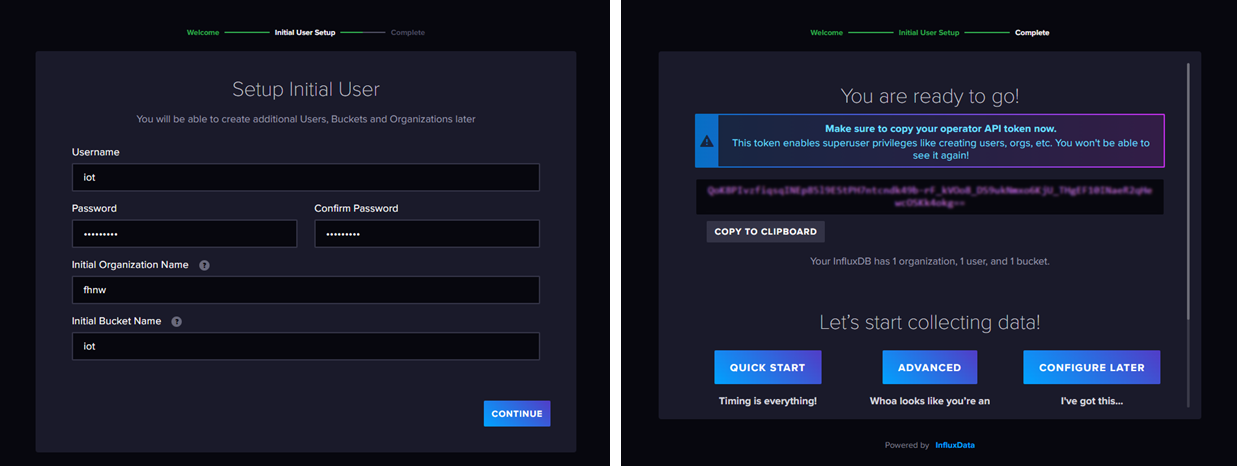 Welcome
Initial User Setup
Complete
Setup Initial User
You will be able to create additional Users, Buckets and Organizations later
Username
iot
Password
Confirm Password
•••••••••
•••••••••
Initial Organization Name ?
fhnw
Initial Bucket Name ?
iot
CONTINUE
Welcome
Initial User Setup
Complete
You are ready to go!
Make sure to copy your operator API token now.
This token enables superuser privileges like creating users, orgs, etc. You won't be able to
see it again!
COPY TO CLIPBOARD
Your InfluxDB has 1 organization, 1 user, and 1 bucket.
Let's start collecting data!
QUICK START
ADVANCED
CONFIGURE LATER
Timing is everything!
Whoa looks like you're an
I've got this...
Powered by InfluxData